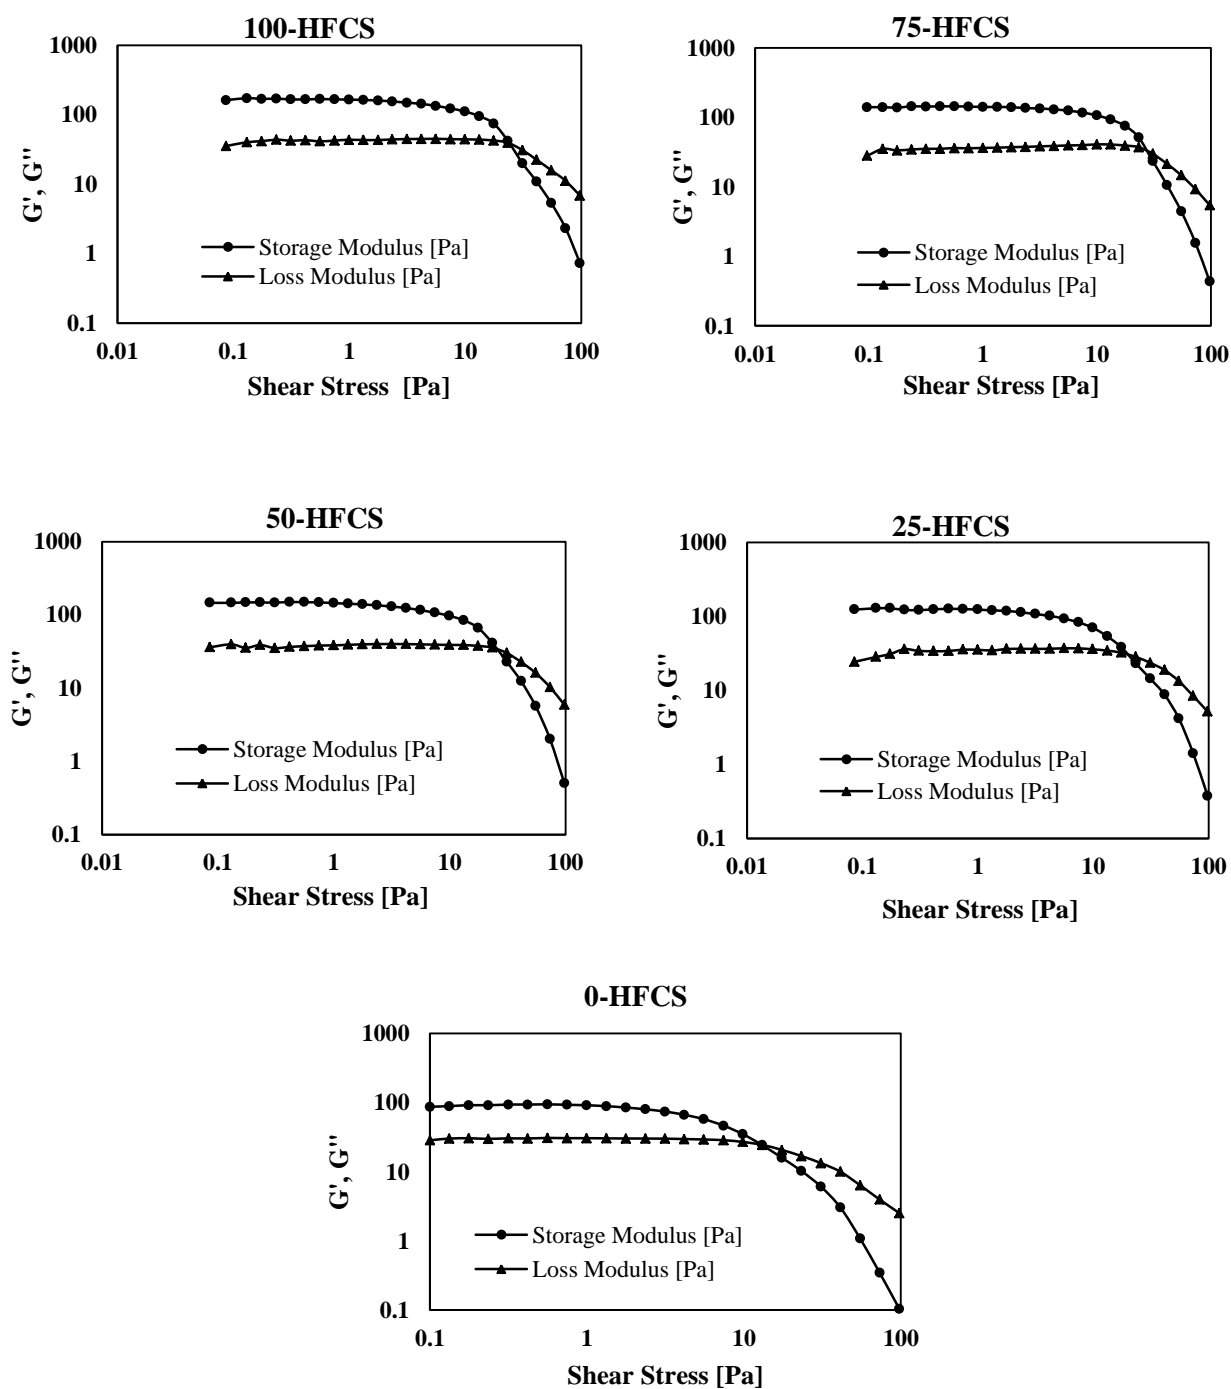 100-HFCS
1000
100
10
1
0.1
G', G''
Storage Modulus [Pa]
Loss Modulus [Pa]
0.01 0.1 1 10 100
Shear Stress [Pa]
75-HFCS
1000
100
10
1
0.1
G', G''
Storage Modulus [Pa]
Loss Modulus [Pa]
0.01 0.1 1 10 100
Shear Stress [Pa]
50-HFCS
1000
100
10
1
0.1
G', G''
Storage Modulus [Pa]
Loss Modulus [Pa]
0.01 0.1 1 10 100
Shear Stress [Pa]
25-HFCS
1000
100
10
1
0.1
G', G''
Storage Modulus [Pa]
Loss Modulus [Pa]
0.01 0.1 1 10 100
Shear Stress [Pa]
0-HFCS
1000
100
10
1
0.1
G', G''
Storage Modulus [Pa]
Loss Modulus [Pa]
0.1 1 10 100
Shear Stress [Pa]